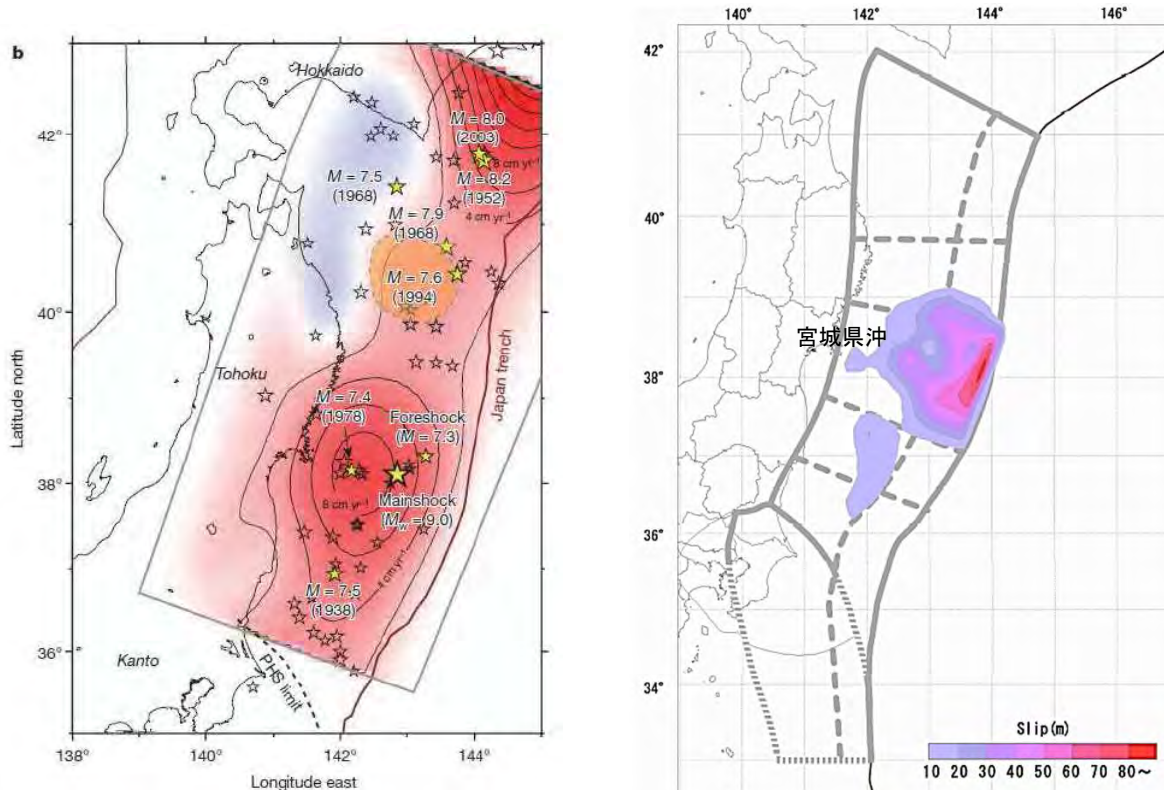 b
Hokkaido
42°
M = 8.0
(2003)
8 cm yr⁻¹
M = 7.5
(1968)
M = 8.2
(1952)
4 cm yr⁻¹
M = 7.9
(1968)
M = 7.6
(1994)
40°
Latitude north
Tohoku
Japan trench
M = 7.4
(1978)
Foreshock
(M = 7.3)
38°
8 cm yr⁻¹
Mainshock
(Mw = 9.0)
4 cm yr⁻¹
M = 7.5
(1938)
36°
Kanto
PHS limit
138°
140°
142°
144°
Longitude east
140°
142°
144°
146°
42°
40°
宮城県沖
38°
36°
34°
Slip(m)
10 20 30 40 50 60 70 80～
140°
142°
144°
146°